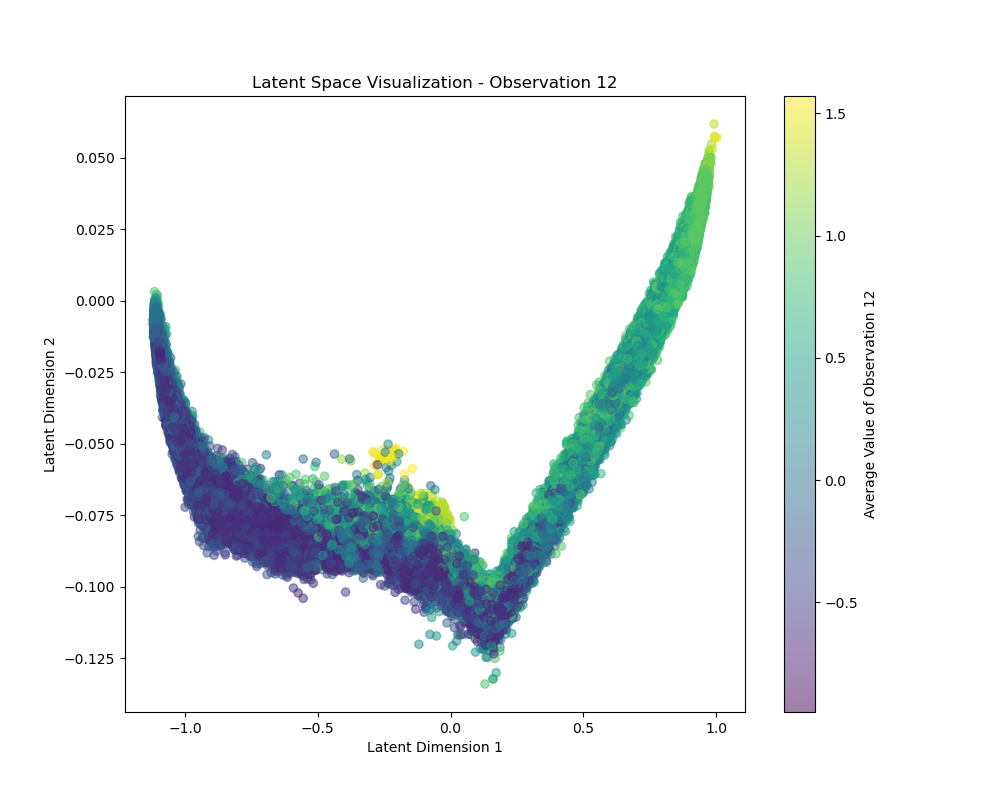 Latent Space Visualization - Observation 12
0.050
0.025
0.000
−0.025
−0.050
−0.075
−0.100
−0.125
Latent Dimension 2
−1.0 −0.5 0.0 0.5 1.0
Latent Dimension 1
1.5
1.0
0.5
0.0
−0.5
Average Value of Observation 12